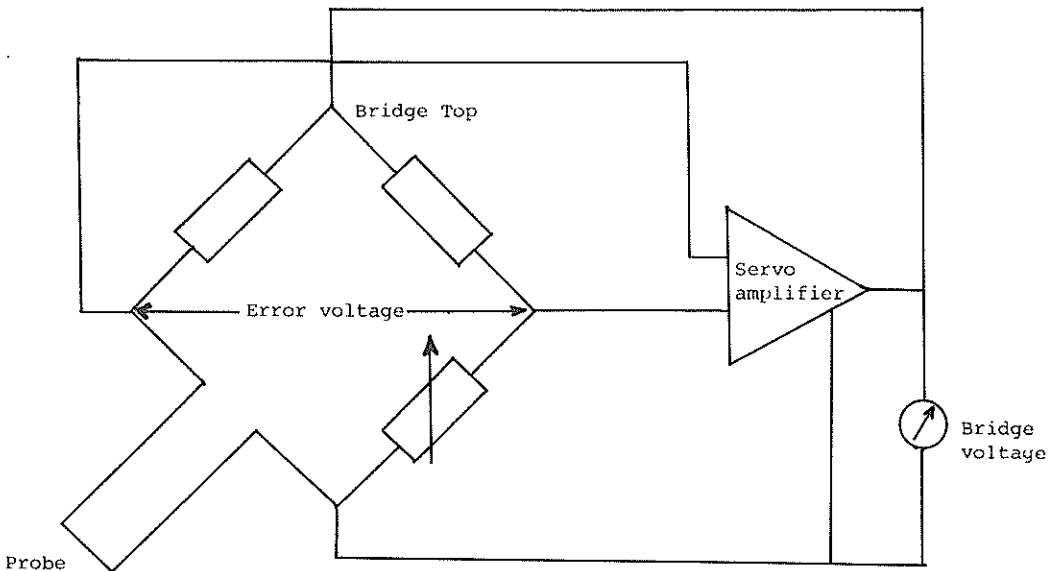 Bridge Top
Error voltage
Servo
amplifier
Bridge
voltage
Probe